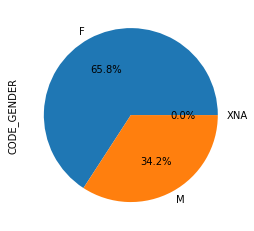 F
65.8%
CODE_GENDER
0.0%
XNA
34.2%
M